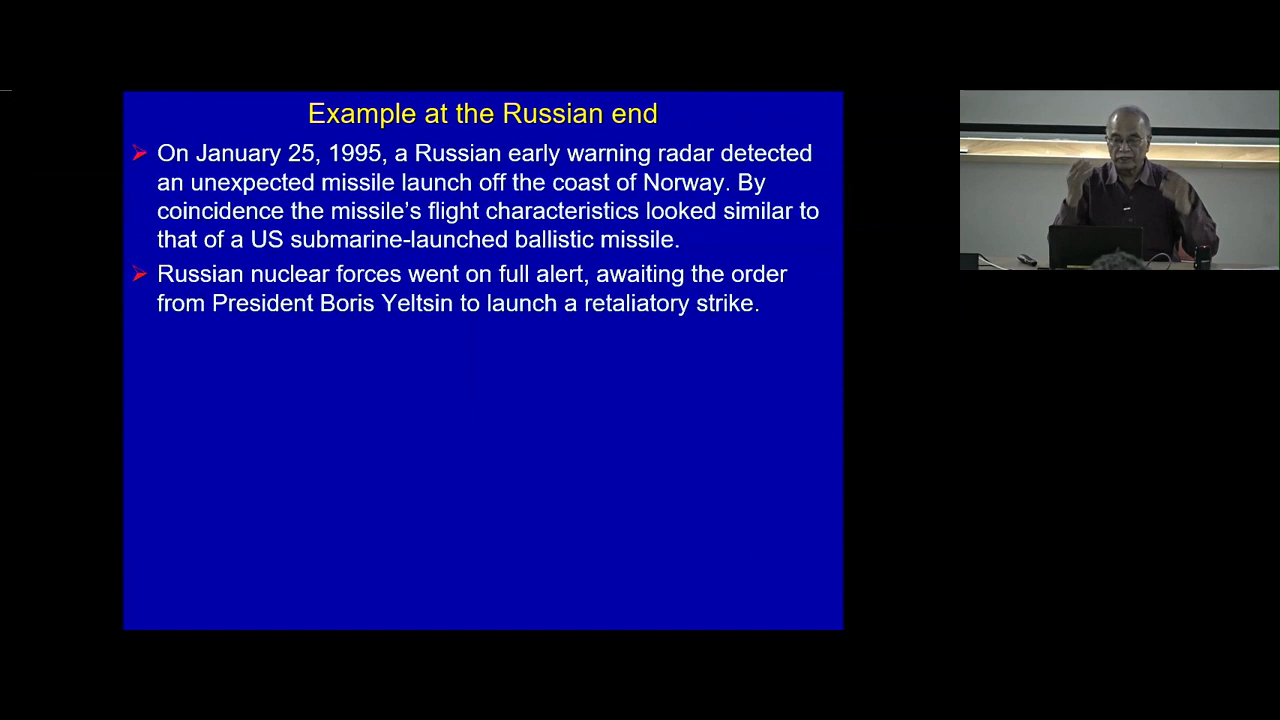 Example at the Russian end
On January 25, 1995, a Russian early warning radar detected
an unexpected missile launch off the coast of Norway. By
coincidence the missile’s flight characteristics looked similar to
that of a US submarine-launched ballistic missile.
Russian nuclear forces went on full alert, awaiting the order
from President Boris Yeltsin to launch a retaliatory strike.